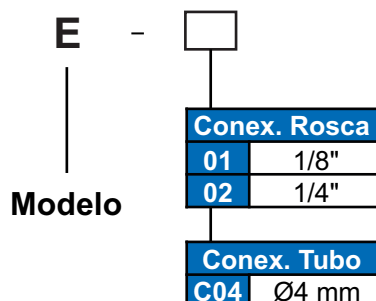 E -
Modelo
Conex. Rosca
01 1/8"
02 1/4"
Conex. Tubo
C04 Ø4 mm